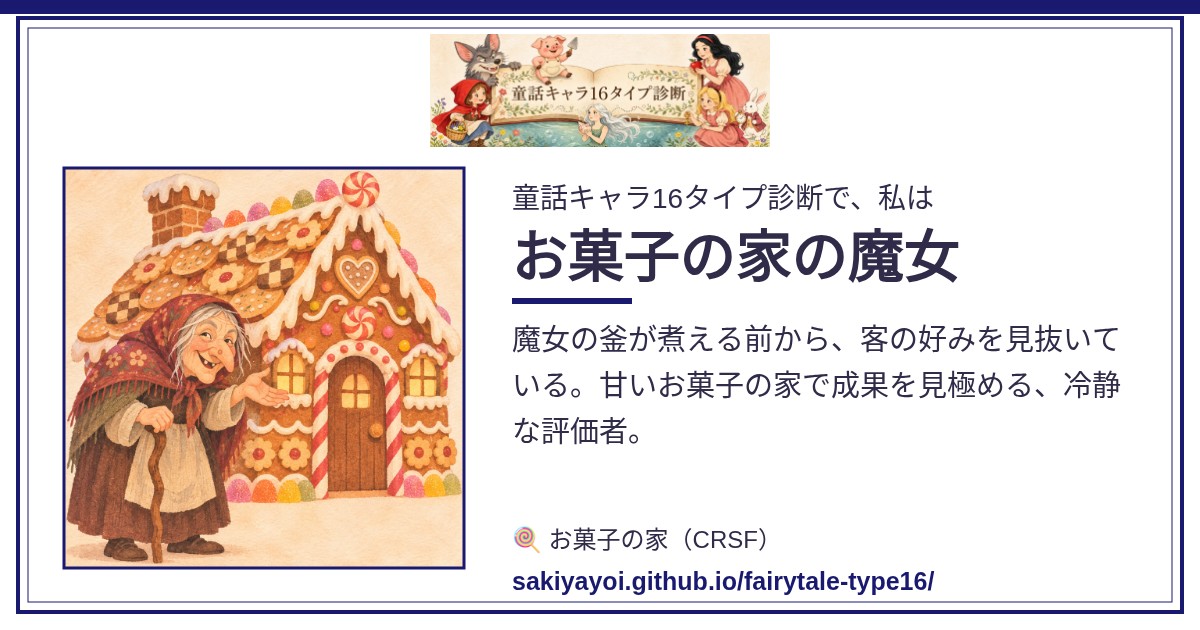 童話キャラ16タイプ診断
童話キャラ16タイプ診断で、私は
お菓子の家の魔女
魔女の釜が煮える前から、客の好みを見抜いて
いる。甘いお菓子の家で成果を見極める、冷静
な評価者。
🍭 お菓子の家（CRSF）
sakiyayoi.github.io/fairytale-type16/